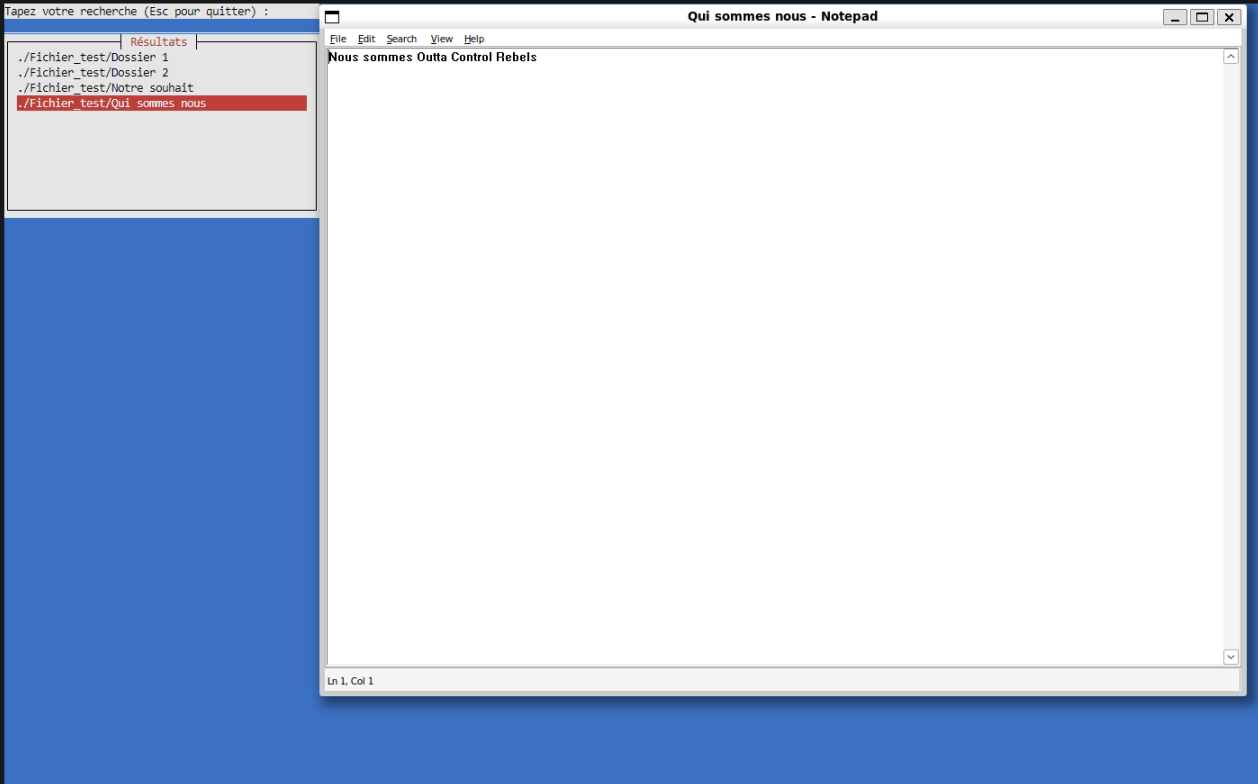 Tapez votre recherche (Esc pour quitter) :
Résultats
./Fichier_test/Dossier 1
./Fichier_test/Dossier 2
./Fichier_test/Notre souhait
./Fichier_test/Qui sommes nous
Qui sommes nous - Notepad
File Edit Search View Help
Nous sommes Outta Control Rebels
Ln 1, Col 1